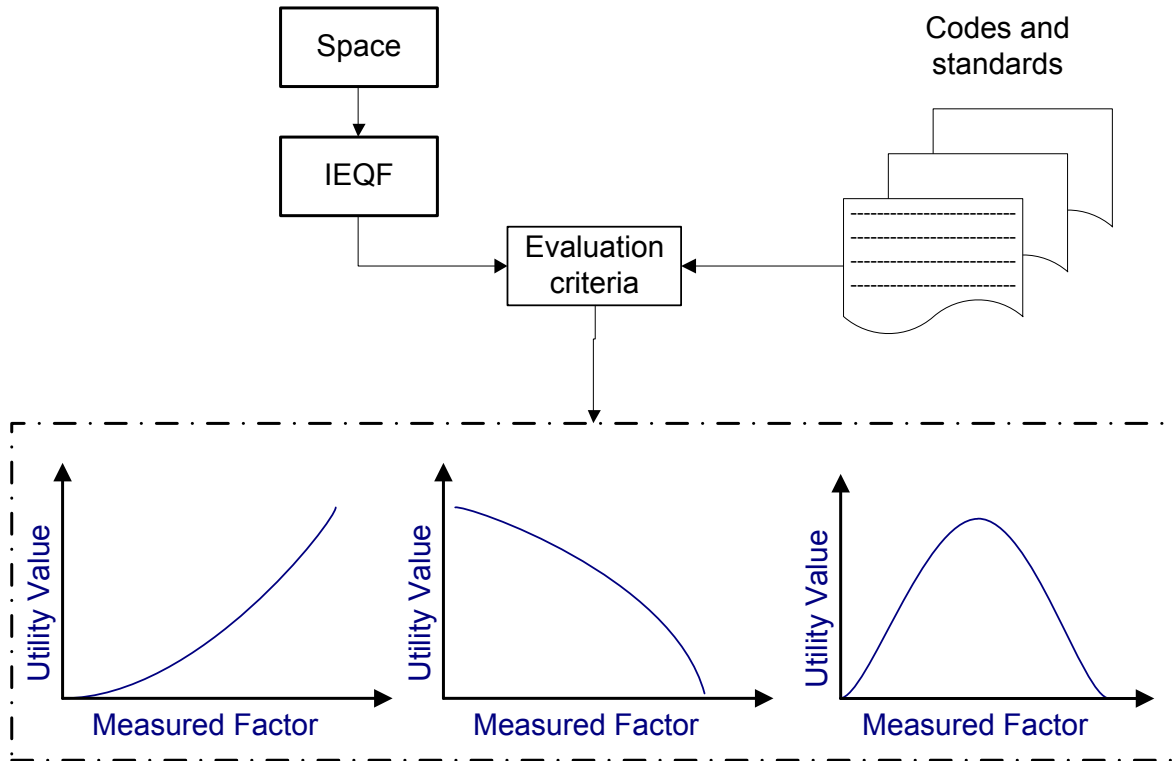 Space
Codes and
standards
IEQF
Evaluation
criteria
Utility Value
Measured Factor
Utility Value
Measured Factor
Utility Value
Measured Factor